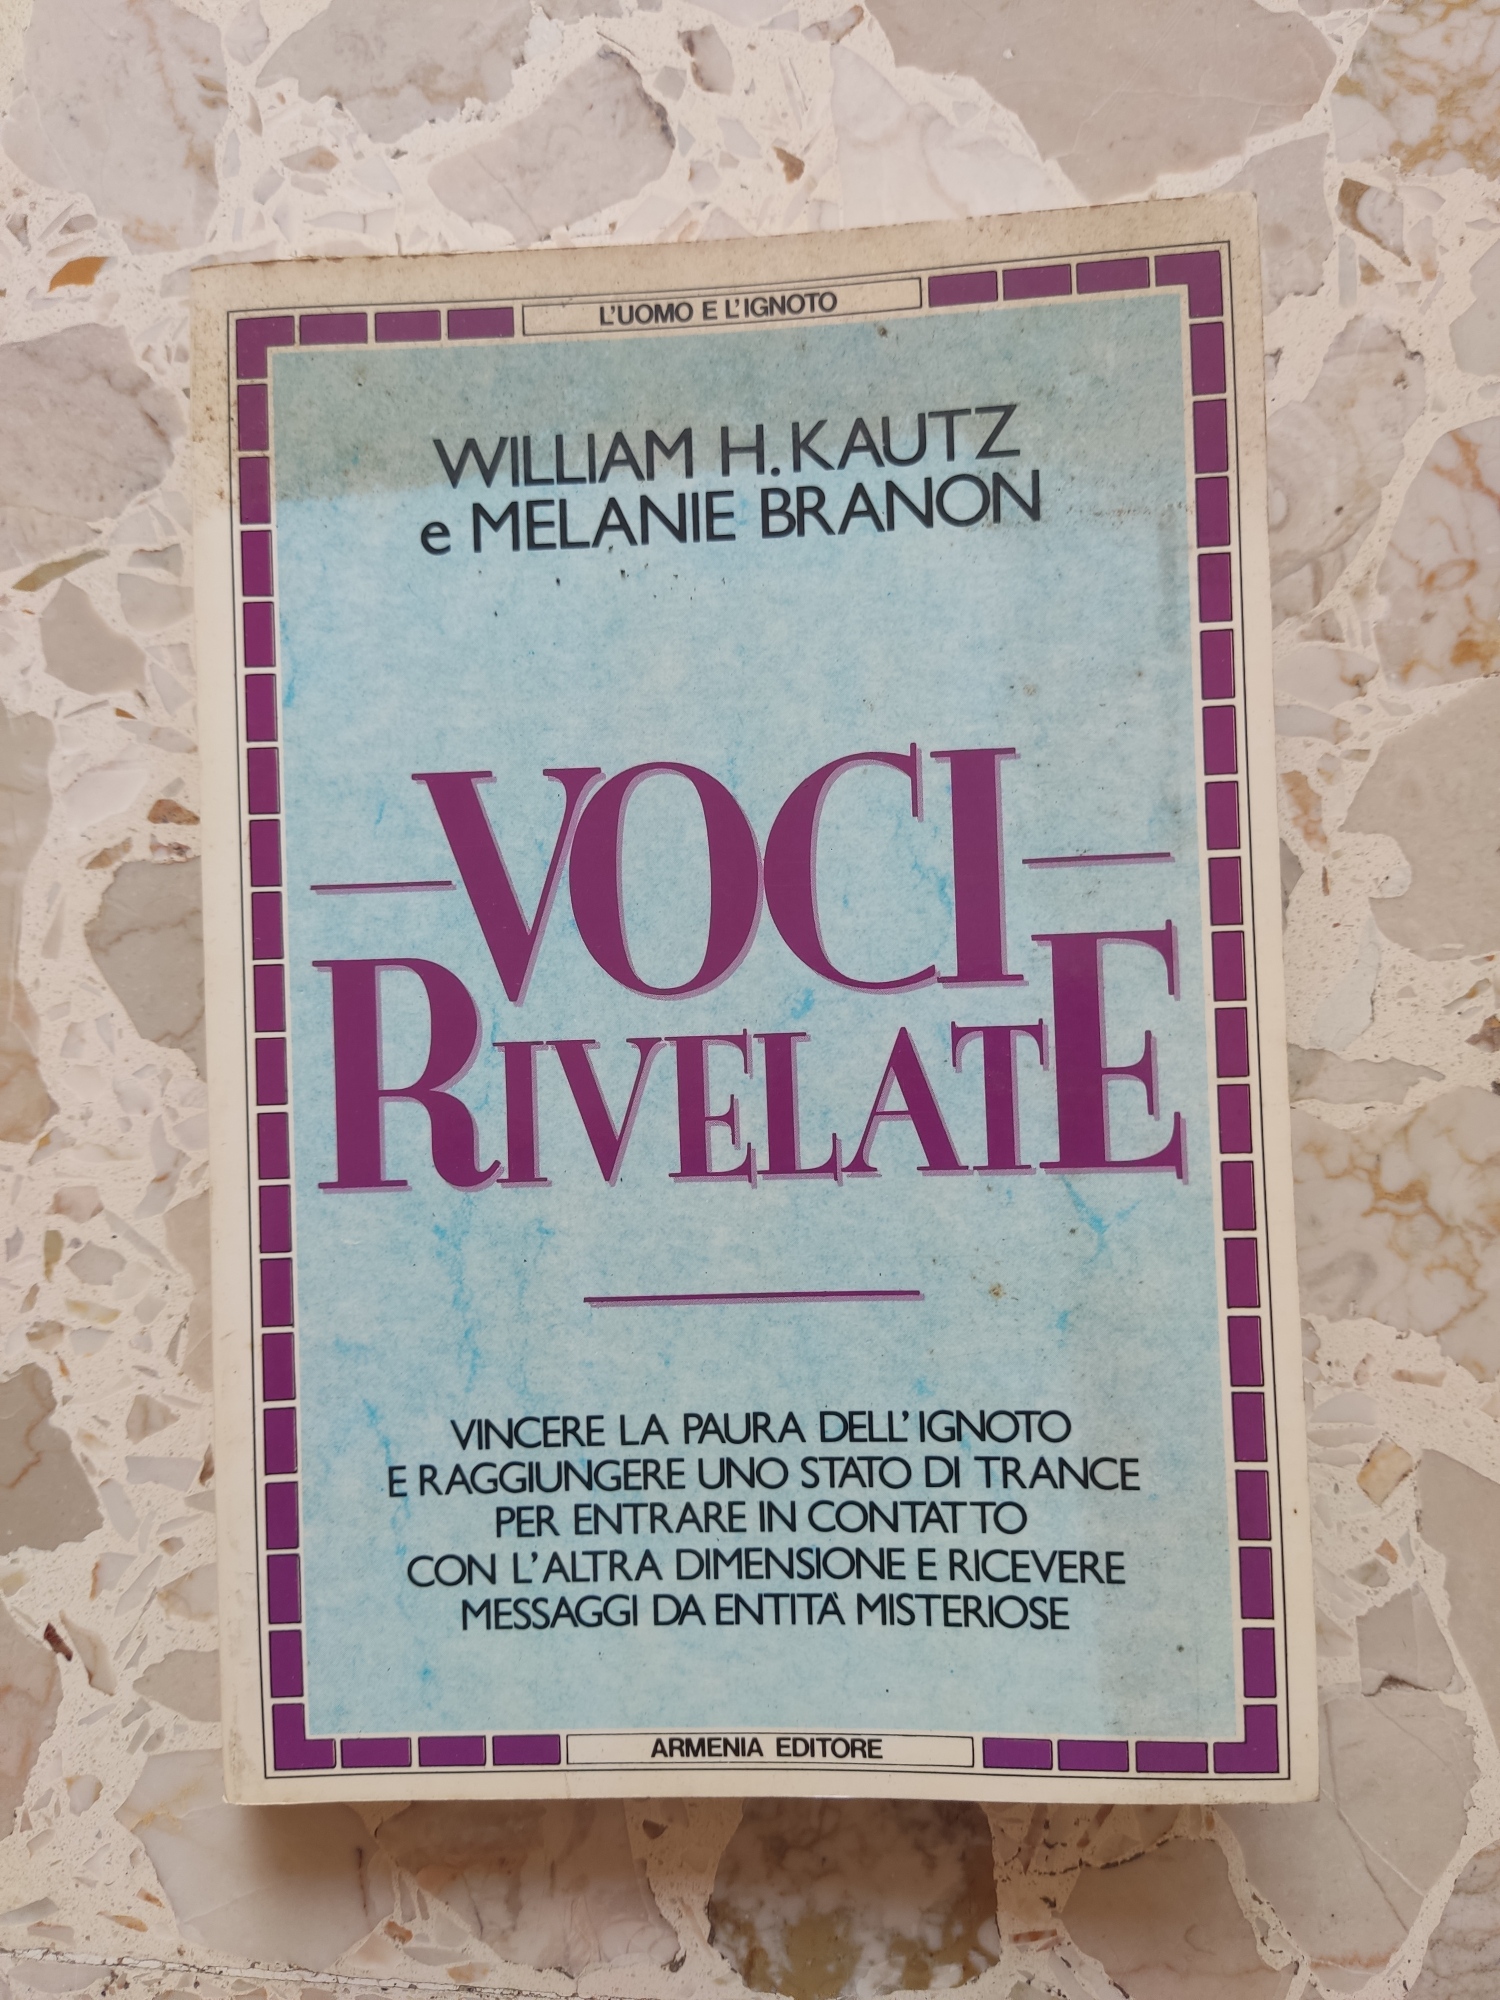 L'UOMO E L'IGNOTO
WILLIAM H. KAUTZ
e MELANIE BRANON
VOCI
RIVELATE
VINCERE LA PAURA DELL'IGNOTO
E RAGGIUNGERE UNO STATO DI TRANCE
PER ENTRARE IN CONTATTO
CON L'ALTRA DIMENSIONE E RICEVERE
MESSAGGI DA ENTITÀ MISTERIOSE
ARMENIA EDITORE